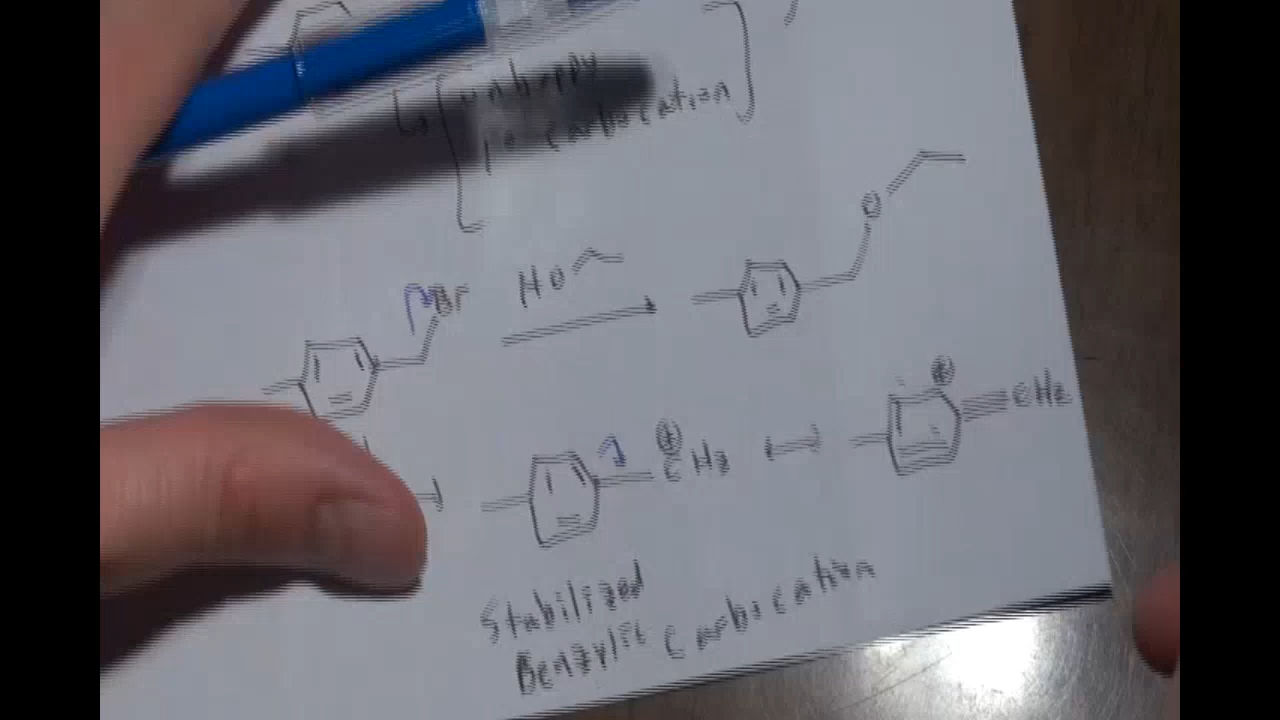 unhappy
1° carbocation
Br
HO
O
⊕
CH2
⊕
CH2
Stabilized
Benzylic carbocation